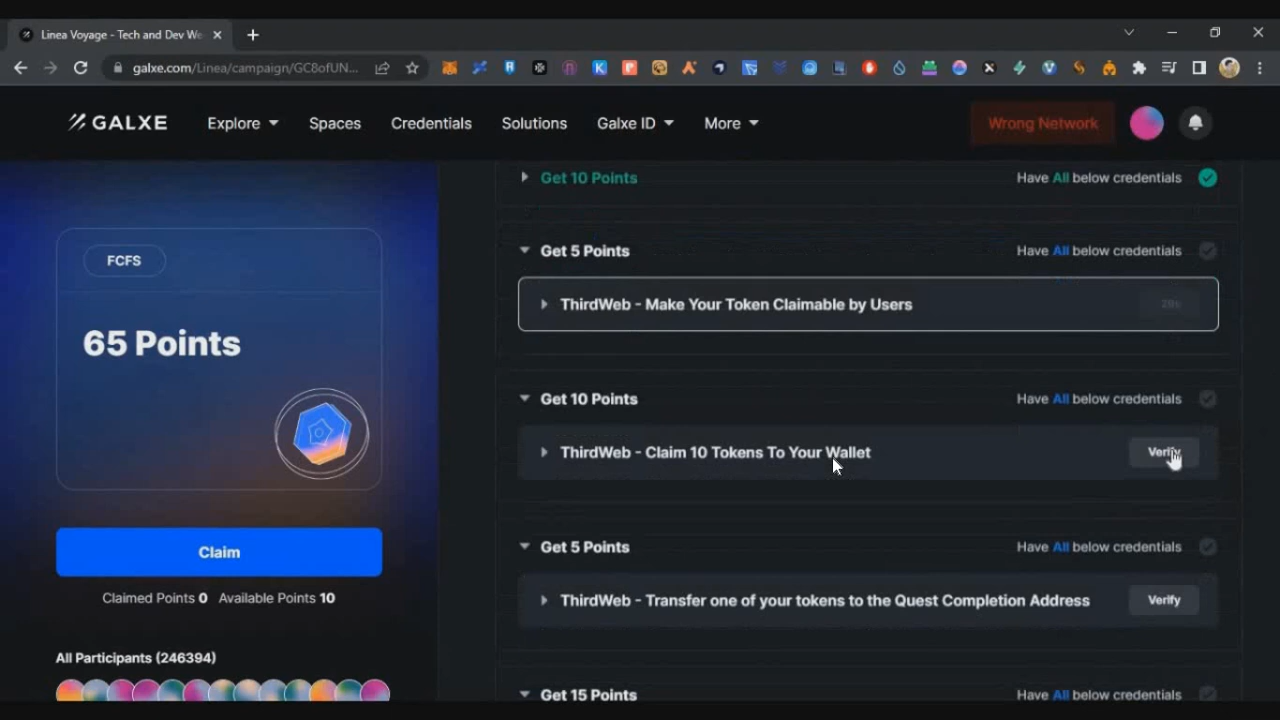 Linea Voyage - Tech and Dev We
galxe.com/Linea/campaign/GC8ofUN...
GALXE
Explore
Spaces
Credentials
Solutions
Galxe ID
More
Wrong Network
Get 10 Points
Have All below credentials
FCFS
65 Points
Claim
Claimed Points 0 Available Points 10
All Participants (246394)
Get 5 Points
Have All below credentials
ThirdWeb - Make Your Token Claimable by Users
Get 10 Points
Have All below credentials
ThirdWeb - Claim 10 Tokens To Your Wallet
Verify
Get 5 Points
Have All below credentials
ThirdWeb - Transfer one of your tokens to the Quest Completion Address
Verify
Get 15 Points
Have All below credentials